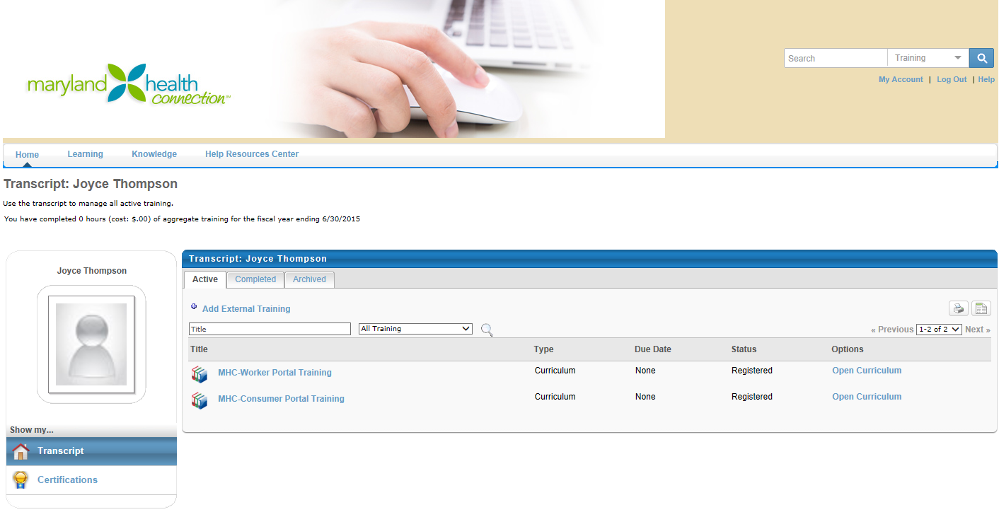 maryland health
connection℠
Search Training
My Account | Log Out | Help
Home Learning Knowledge Help Resources Center
Transcript: Joyce Thompson
Use the transcript to manage all active training.
You have completed 0 hours (cost: $.00) of aggregate training for the fiscal year ending 6/30/2015
Joyce Thompson
Show my...
Transcript
Certifications
Transcript: Joyce Thompson
Active Completed Archived
Add External Training
Title All Training « Previous 1-2 of 2 Next »
Title Type Due Date Status Options
MHC-Worker Portal Training Curriculum None Registered Open Curriculum
MHC-Consumer Portal Training Curriculum None Registered Open Curriculum